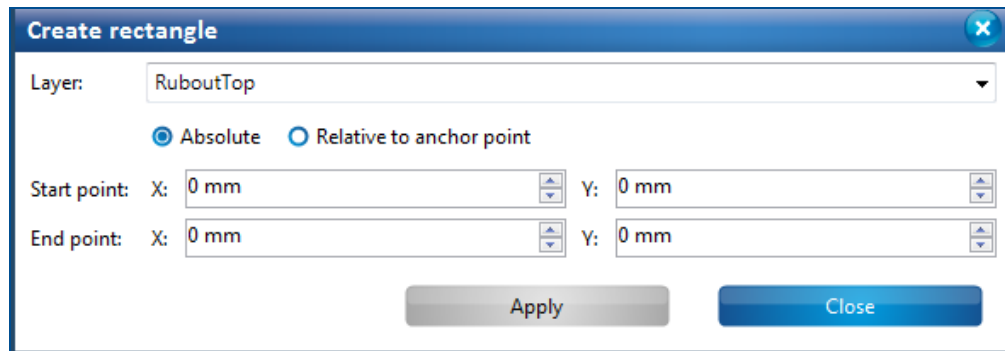 Create rectangle
Layer: RuboutTop
Absolute Relative to anchor point
Start point: X: 0 mm Y: 0 mm
End point: X: 0 mm Y: 0 mm
Apply Close